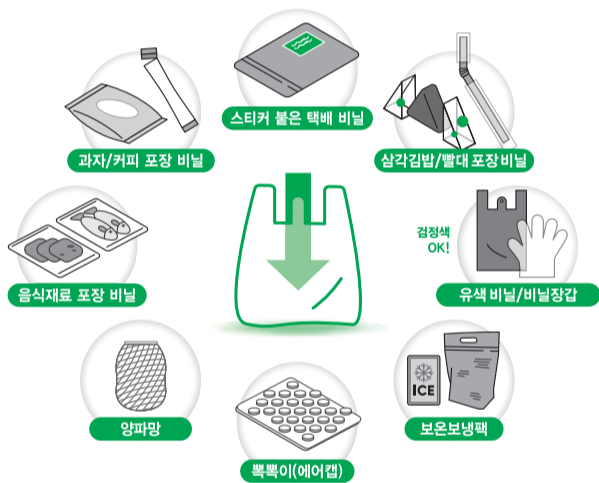 스티커 붙은 택배 비닐
과자/커피 포장 비닐
삼각김밥/빨대 포장 비닐
검정색
OK!
음식재료 포장 비닐
유색 비닐/비닐장갑
ICE
양파망
보온보냉팩
뽁뽁이(에어캡)